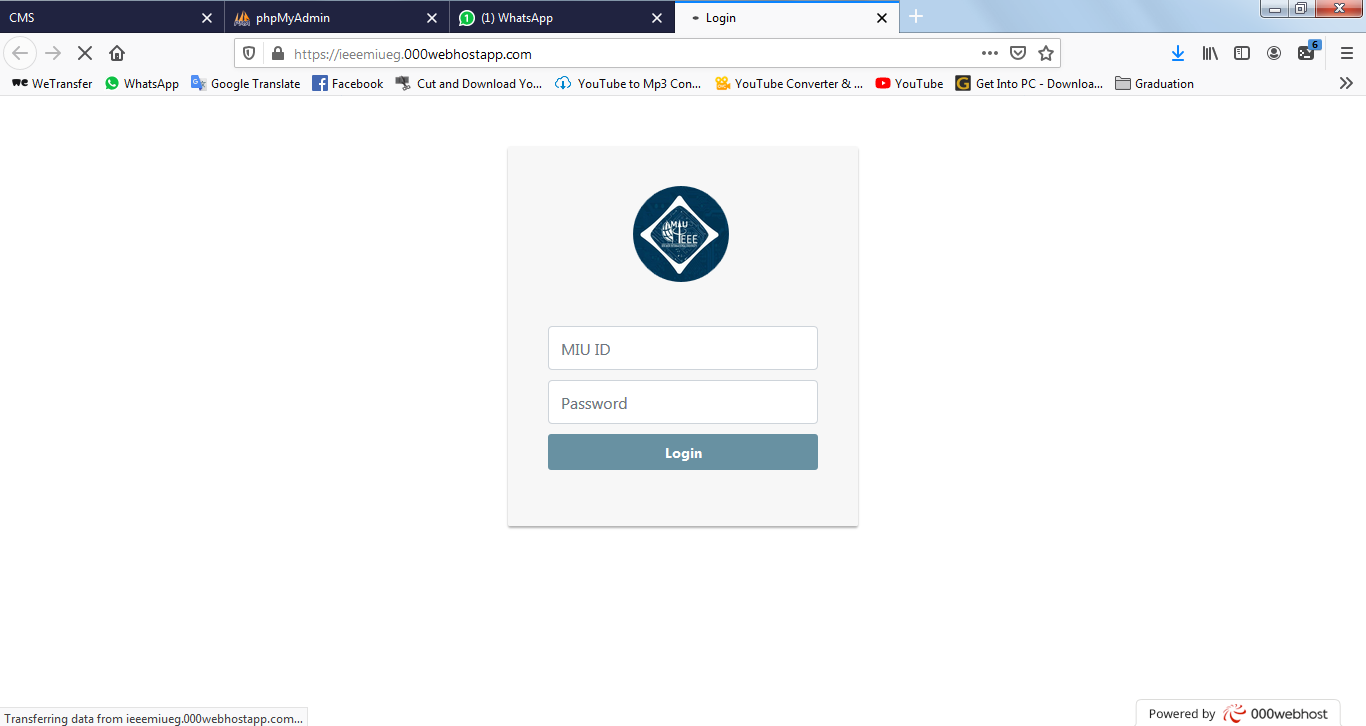 CMS
phpMyAdmin
(1) WhatsApp
Login
https://ieeemiueg.000webhostapp.com
6
WeTransfer
WhatsApp
Google Translate
Facebook
Cut and Download Yo...
YouTube to Mp3 Con...
YouTube Converter & ...
YouTube
Get Into PC - Downloa...
Graduation
MIU
IEEE
MIU ID
Password
Login
Transferring data from ieeemiueg.000webhostapp.com...
Powered by 000webhost